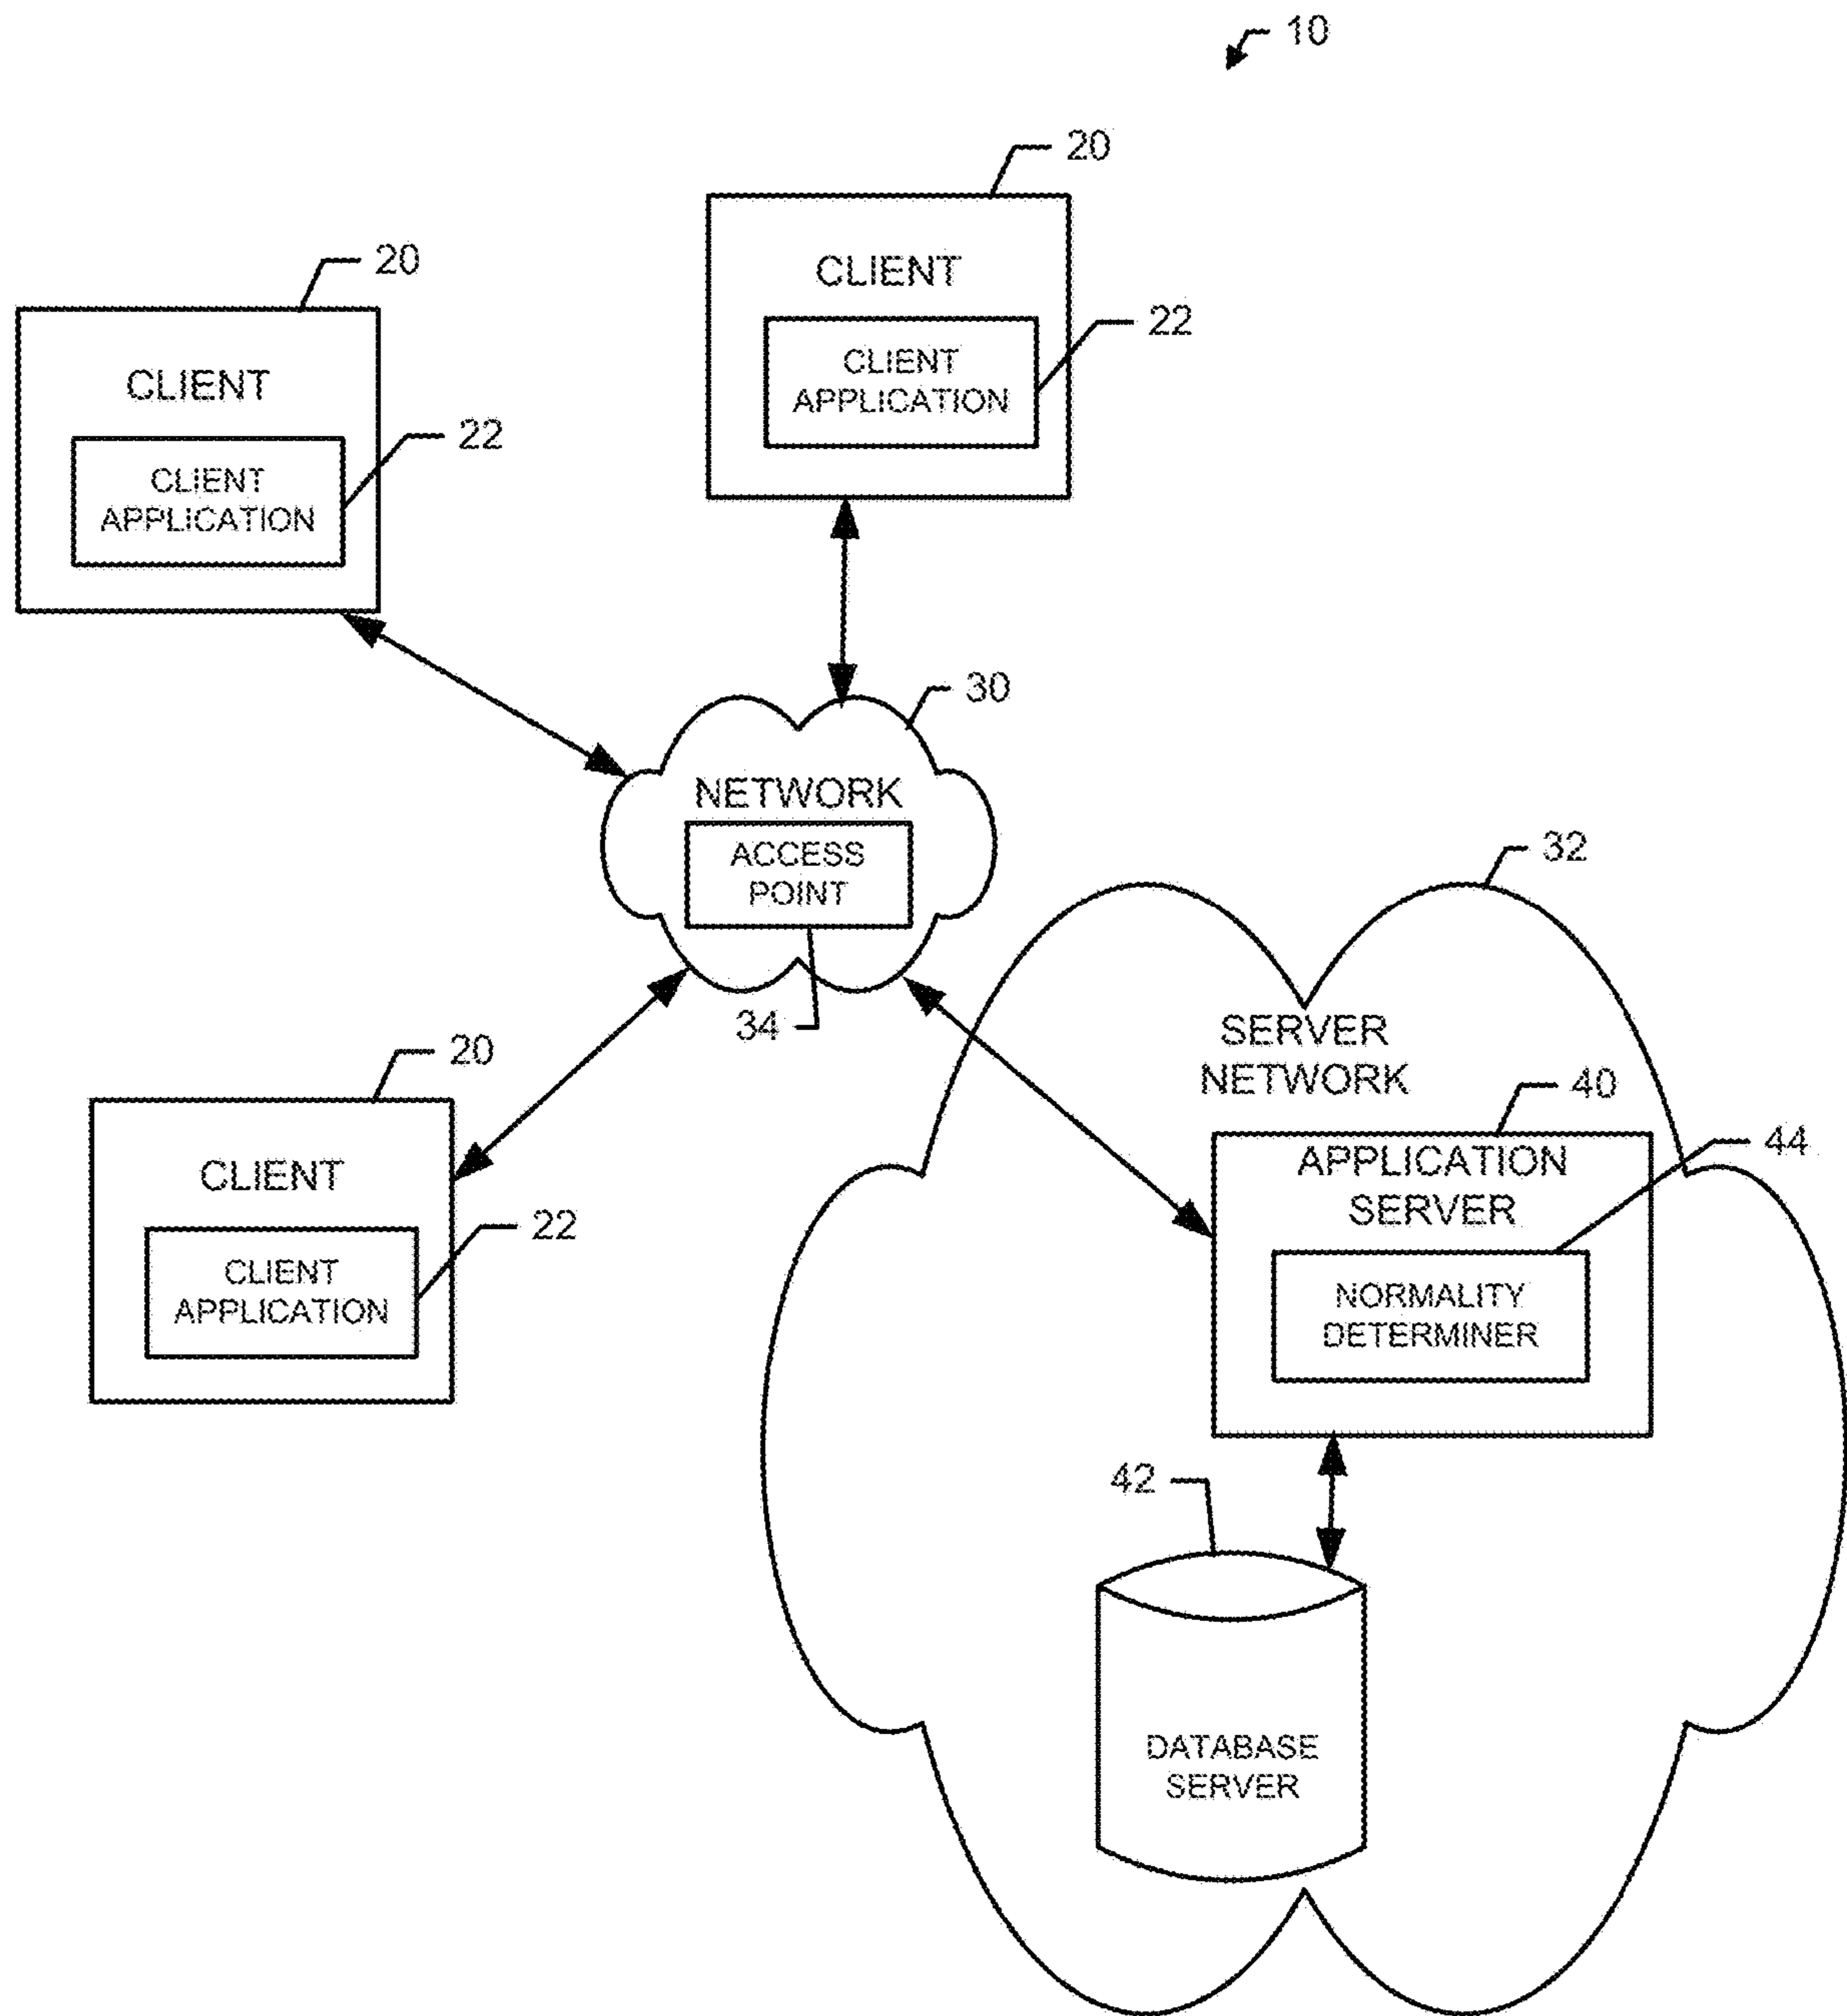 10
20
CLIENT
22
CLIENT
APPLICATION
20
CLIENT
22
CLIENT
APPLICATION
30
NETWORK
ACCESS
POINT
34
32
SERVER
NETWORK
20
CLIENT
22
CLIENT
APPLICATION
40
APPLICATION
SERVER
44
NORMALITY
DETERMINER
42
DATABASE
SERVER